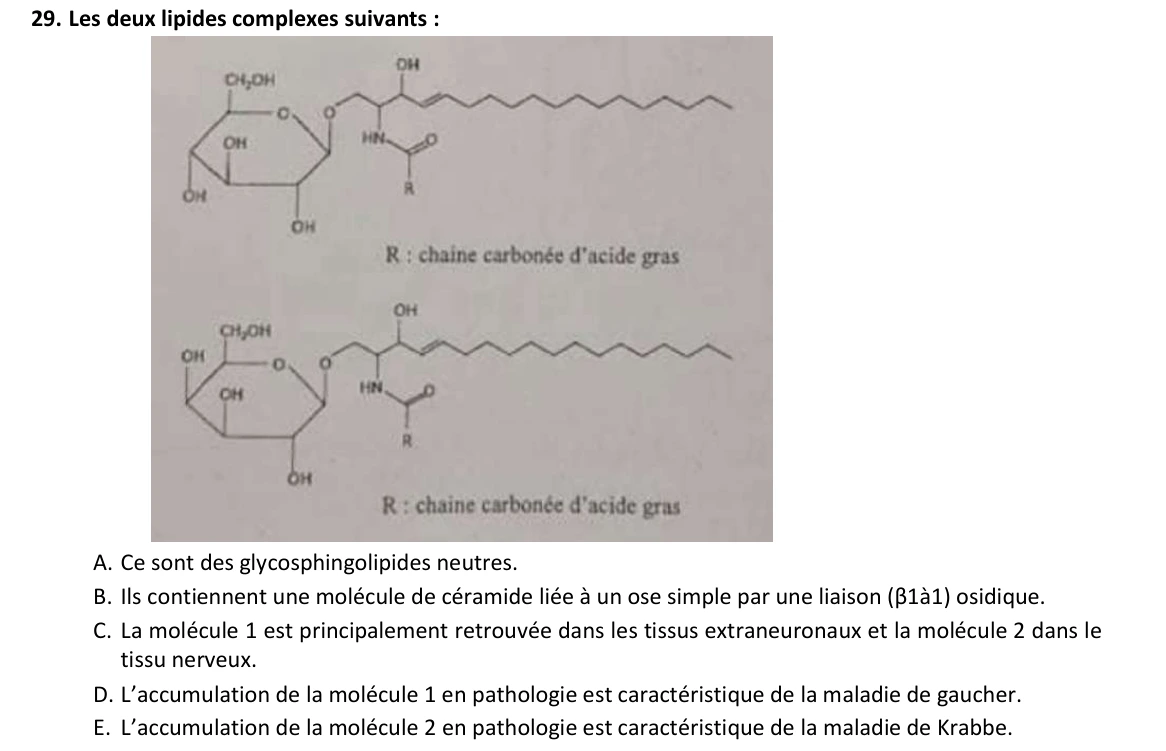 29. Les deux lipides complexes suivants :
CH₂OH
OH
O
O
OH
HN
O
OH
R
OH
R : chaine carbonée d'acide gras
OH
CH₂OH
OH
O
O
OH
HN
O
R
OH
R : chaine carbonée d'acide gras
A. Ce sont des glycosphingolipides neutres.
B. Ils contiennent une molécule de céramide liée à un ose simple par une liaison (β1à1) osidique.
C. La molécule 1 est principalement retrouvée dans les tissus extraneuronaux et la molécule 2 dans le
tissu nerveux.
D. L’accumulation de la molécule 1 en pathologie est caractéristique de la maladie de gaucher.
E. L’accumulation de la molécule 2 en pathologie est caractéristique de la maladie de Krabbe.